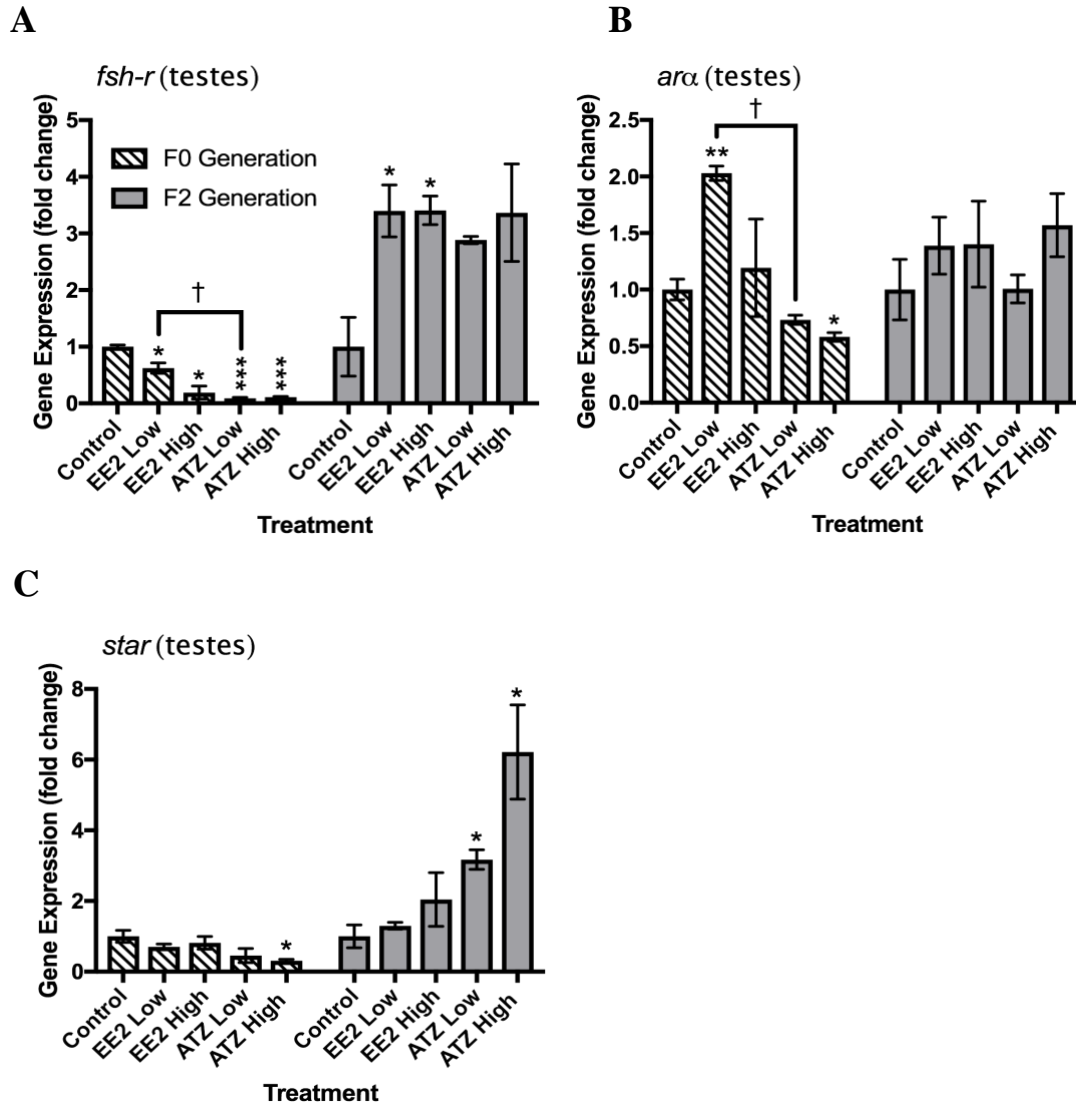 A
fsh-r (testes)
Gene Expression (fold change)
5
4
3
2
1
0
F0 Generation
F2 Generation
†
*
*
***
***
*
*
Control
EE2 Low
EE2 High
ATZ Low
ATZ High
Control
EE2 Low
EE2 High
ATZ Low
ATZ High
Treatment
B
arα (testes)
Gene Expression (fold change)
2.5
2.0
1.5
1.0
0.5
0.0
†
**
*
Control
EE2 Low
EE2 High
ATZ Low
ATZ High
Control
EE2 Low
EE2 High
ATZ Low
ATZ High
Treatment
C
star (testes)
Gene Expression (fold change)
8
6
4
2
0
*
*
*
Control
EE2 Low
EE2 High
ATZ Low
ATZ High
Control
EE2 Low
EE2 High
ATZ Low
ATZ High
Treatment